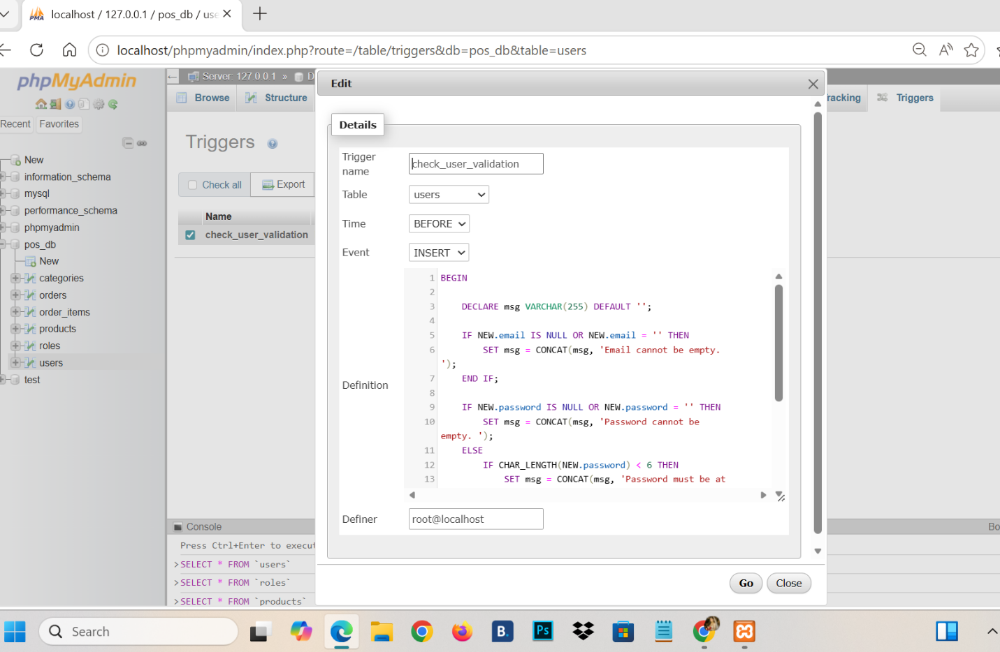 localhost / 127.0.0.1 / pos_db / use
localhost/phpmyadmin/index.php?route=/table/triggers&db=pos_db&table=users
phpMyAdmin
Recent Favorites
New
information_schema
mysql
performance_schema
phpmyadmin
pos_db
New
categories
orders
order_items
products
roles
users
test
Server: 127.0.0.1 » D
Browse Structure
racking Triggers
Triggers
Check all Export
Name
check_user_validation
Console
Press Ctrl+Enter to execut
>SELECT * FROM `users`
>SELECT * FROM `roles`
>SELECT * FROM `products`
Bo
Edit
Details
Trigger name check_user_validation
Table users
Time BEFORE
Event INSERT
Definition
1 BEGIN
2
3 DECLARE msg VARCHAR(255) DEFAULT '';
4
5 IF NEW.email IS NULL OR NEW.email = '' THEN
6 SET msg = CONCAT(msg, 'Email cannot be empty.
');
7 END IF;
8
9 IF NEW.password IS NULL OR NEW.password = '' THEN
10 SET msg = CONCAT(msg, 'Password cannot be
empty. ');
11 ELSE
12 IF CHAR_LENGTH(NEW.password) < 6 THEN
13 SET msg = CONCAT(msg, 'Password must be at
Definer root@localhost
Go Close
Search
B.
Ps